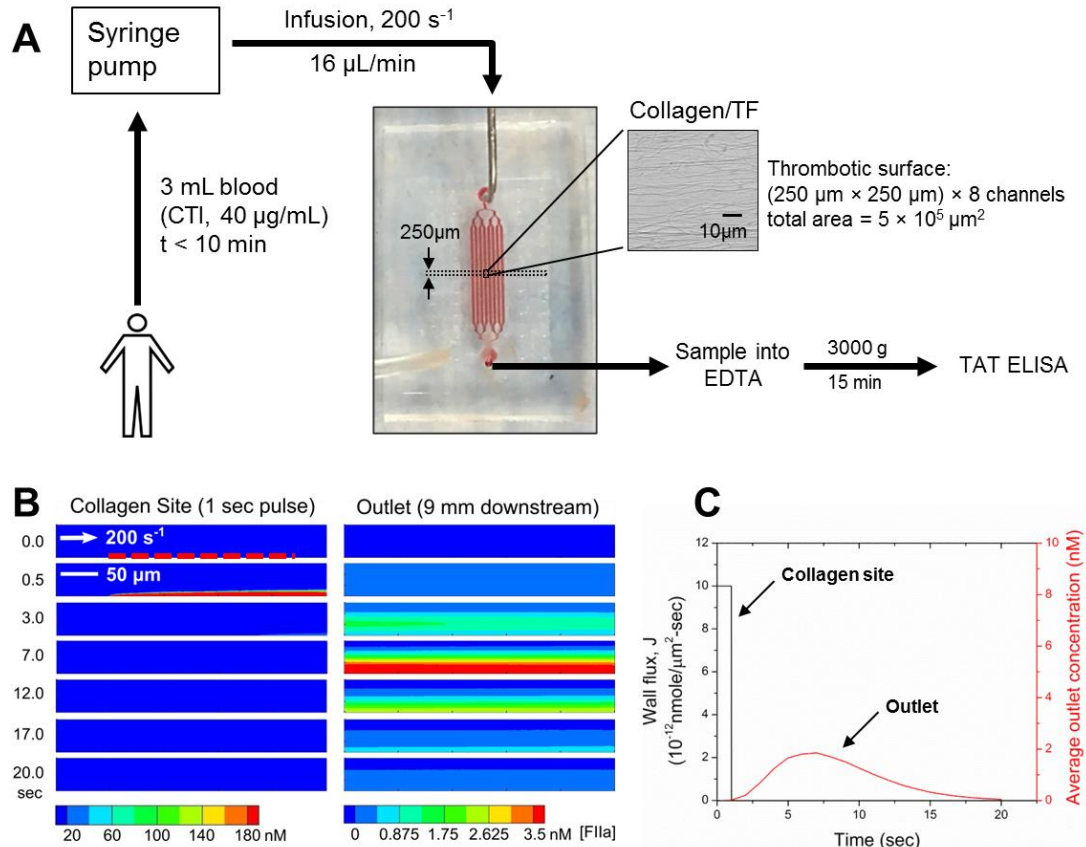 A
Syringe
pump
Infusion, 200 s⁻¹
16 µL/min
3 mL blood
(CTI, 40 µg/mL)
t < 10 min
250µm
Collagen/TF
10µm
Thrombotic surface:
(250 µm × 250 µm) × 8 channels
total area = 5 × 10⁵ µm²
Sample into
EDTA
3000 g
15 min
TAT ELISA
B
Collagen Site (1 sec pulse)
Outlet (9 mm downstream)
0.0
200 s⁻¹
0.5
50 µm
3.0
7.0
12.0
17.0
20.0
sec
20 60 100 140 180 nM
0 0.875 1.75 2.625 3.5 nM [FIIa]
C
Wall flux, J
(10⁻¹²nmole/µm²-sec)
12
10
8
6
4
2
0
Collagen site
Outlet
0 5 10 15 20
Time (sec)
10
8
6
4
2
0
Average outlet concentration (nM)